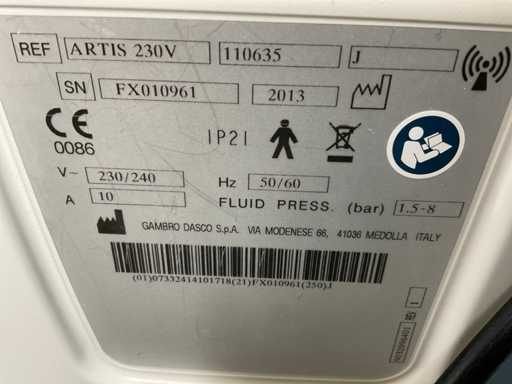 REF ARTIS 230V 110635 J
SN FX010961 2013
CE
0086
IP21
V~ 230/240 Hz 50/60
A 10 FLUID PRESS. (bar) 1.5-8
GAMBRO DASCO S.p.A. VIA MODENESE 66, 41036 MEDOLLA ITALY
(01)07332414101718(21)FX010961(250)J